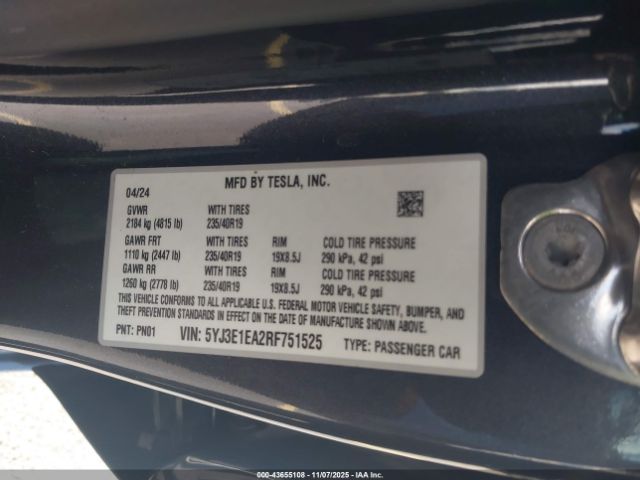 MFD BY TESLA, INC.
04/24
GVWR WITH TIRES
2184 kg (4815 lb) 235/40R19
GAWR FRT WITH TIRES RIM COLD TIRE PRESSURE
1110 kg (2447 lb) 235/40R19 19X8.5J 290 kPa, 42 psi
GAWR RR WITH TIRES RIM COLD TIRE PRESSURE
1260 kg (2778 lb) 235/40R19 19X8.5J 290 kPa, 42 psi
THIS VEHICLE CONFORMS TO ALL APPLICABLE U.S. FEDERAL MOTOR VEHICLE SAFETY, BUMPER, AND
THEFT PREVENTION STANDARDS IN EFFECT ON THE DATE OF MANUFACTURE SHOWN ABOVE.
PNT: PN01 VIN: 5YJ3E1EA2RF751525 TYPE: PASSENGER CAR
00-43655108 - 11/07/2025 - IAA Inc.